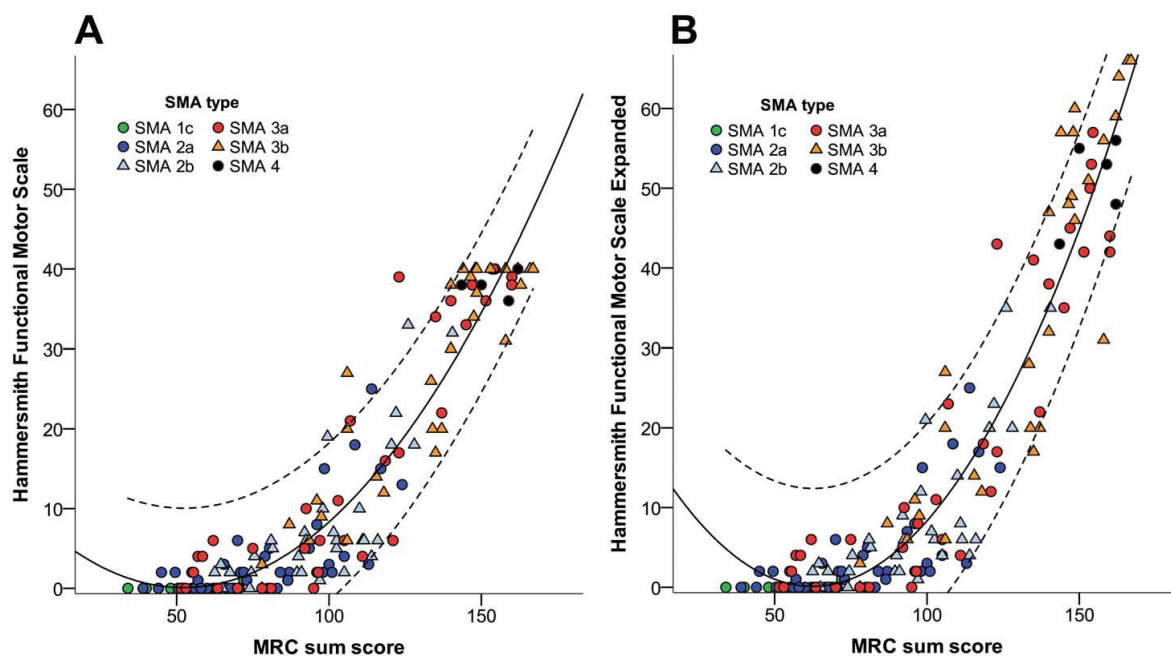 A
B
SMA type
SMA 1c SMA 3a
SMA 2a SMA 3b
SMA 2b SMA 4
Hammersmith Functional Motor Scale
60
50
40
30
20
10
0
50 100 150
MRC sum score
SMA type
SMA 1c SMA 3a
SMA 2a SMA 3b
SMA 2b SMA 4
Hammersmith Functional Motor Scale Expanded
60
50
40
30
20
10
0
50 100 150
MRC sum score